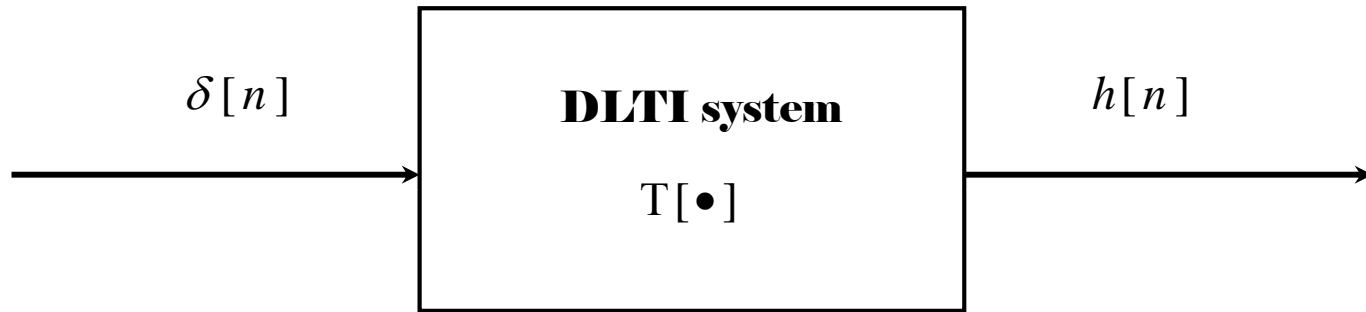 δ[n]
DLTI system
h[n]
T[•]